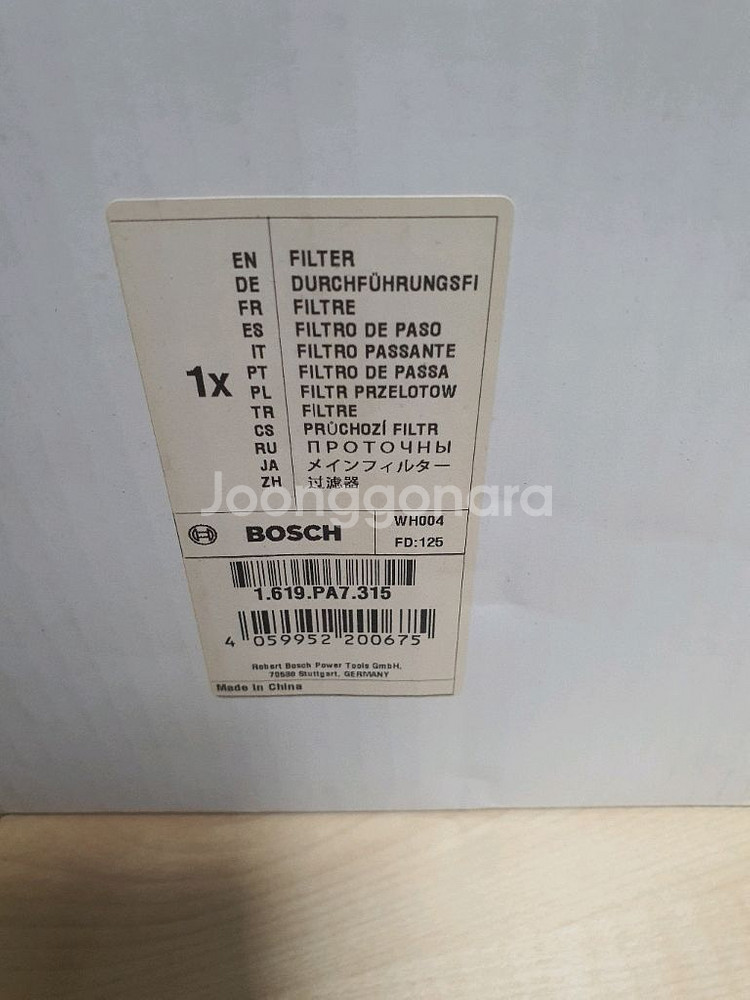 EN FILTER
DE DURCHFÜHRUNGSFI
FR FILTRE
ES FILTRO DE PASO
IT FILTRO PASSANTE
1x
PT FILTRO DE PASSA
PL FILTR PRZELOTOW
TR FILTRE
CS PRŮCHOZÍ FILTR
RU ПРОТОЧНЫ
JA メインフィルター
ZH 过滤器
Joonggonara
BOSCH
WH004
FD:125
1.619.PA7.315
4 059952 200675
Robert Bosch Power Tools GmbH,
70538 Stuttgart, GERMANY
Made in China